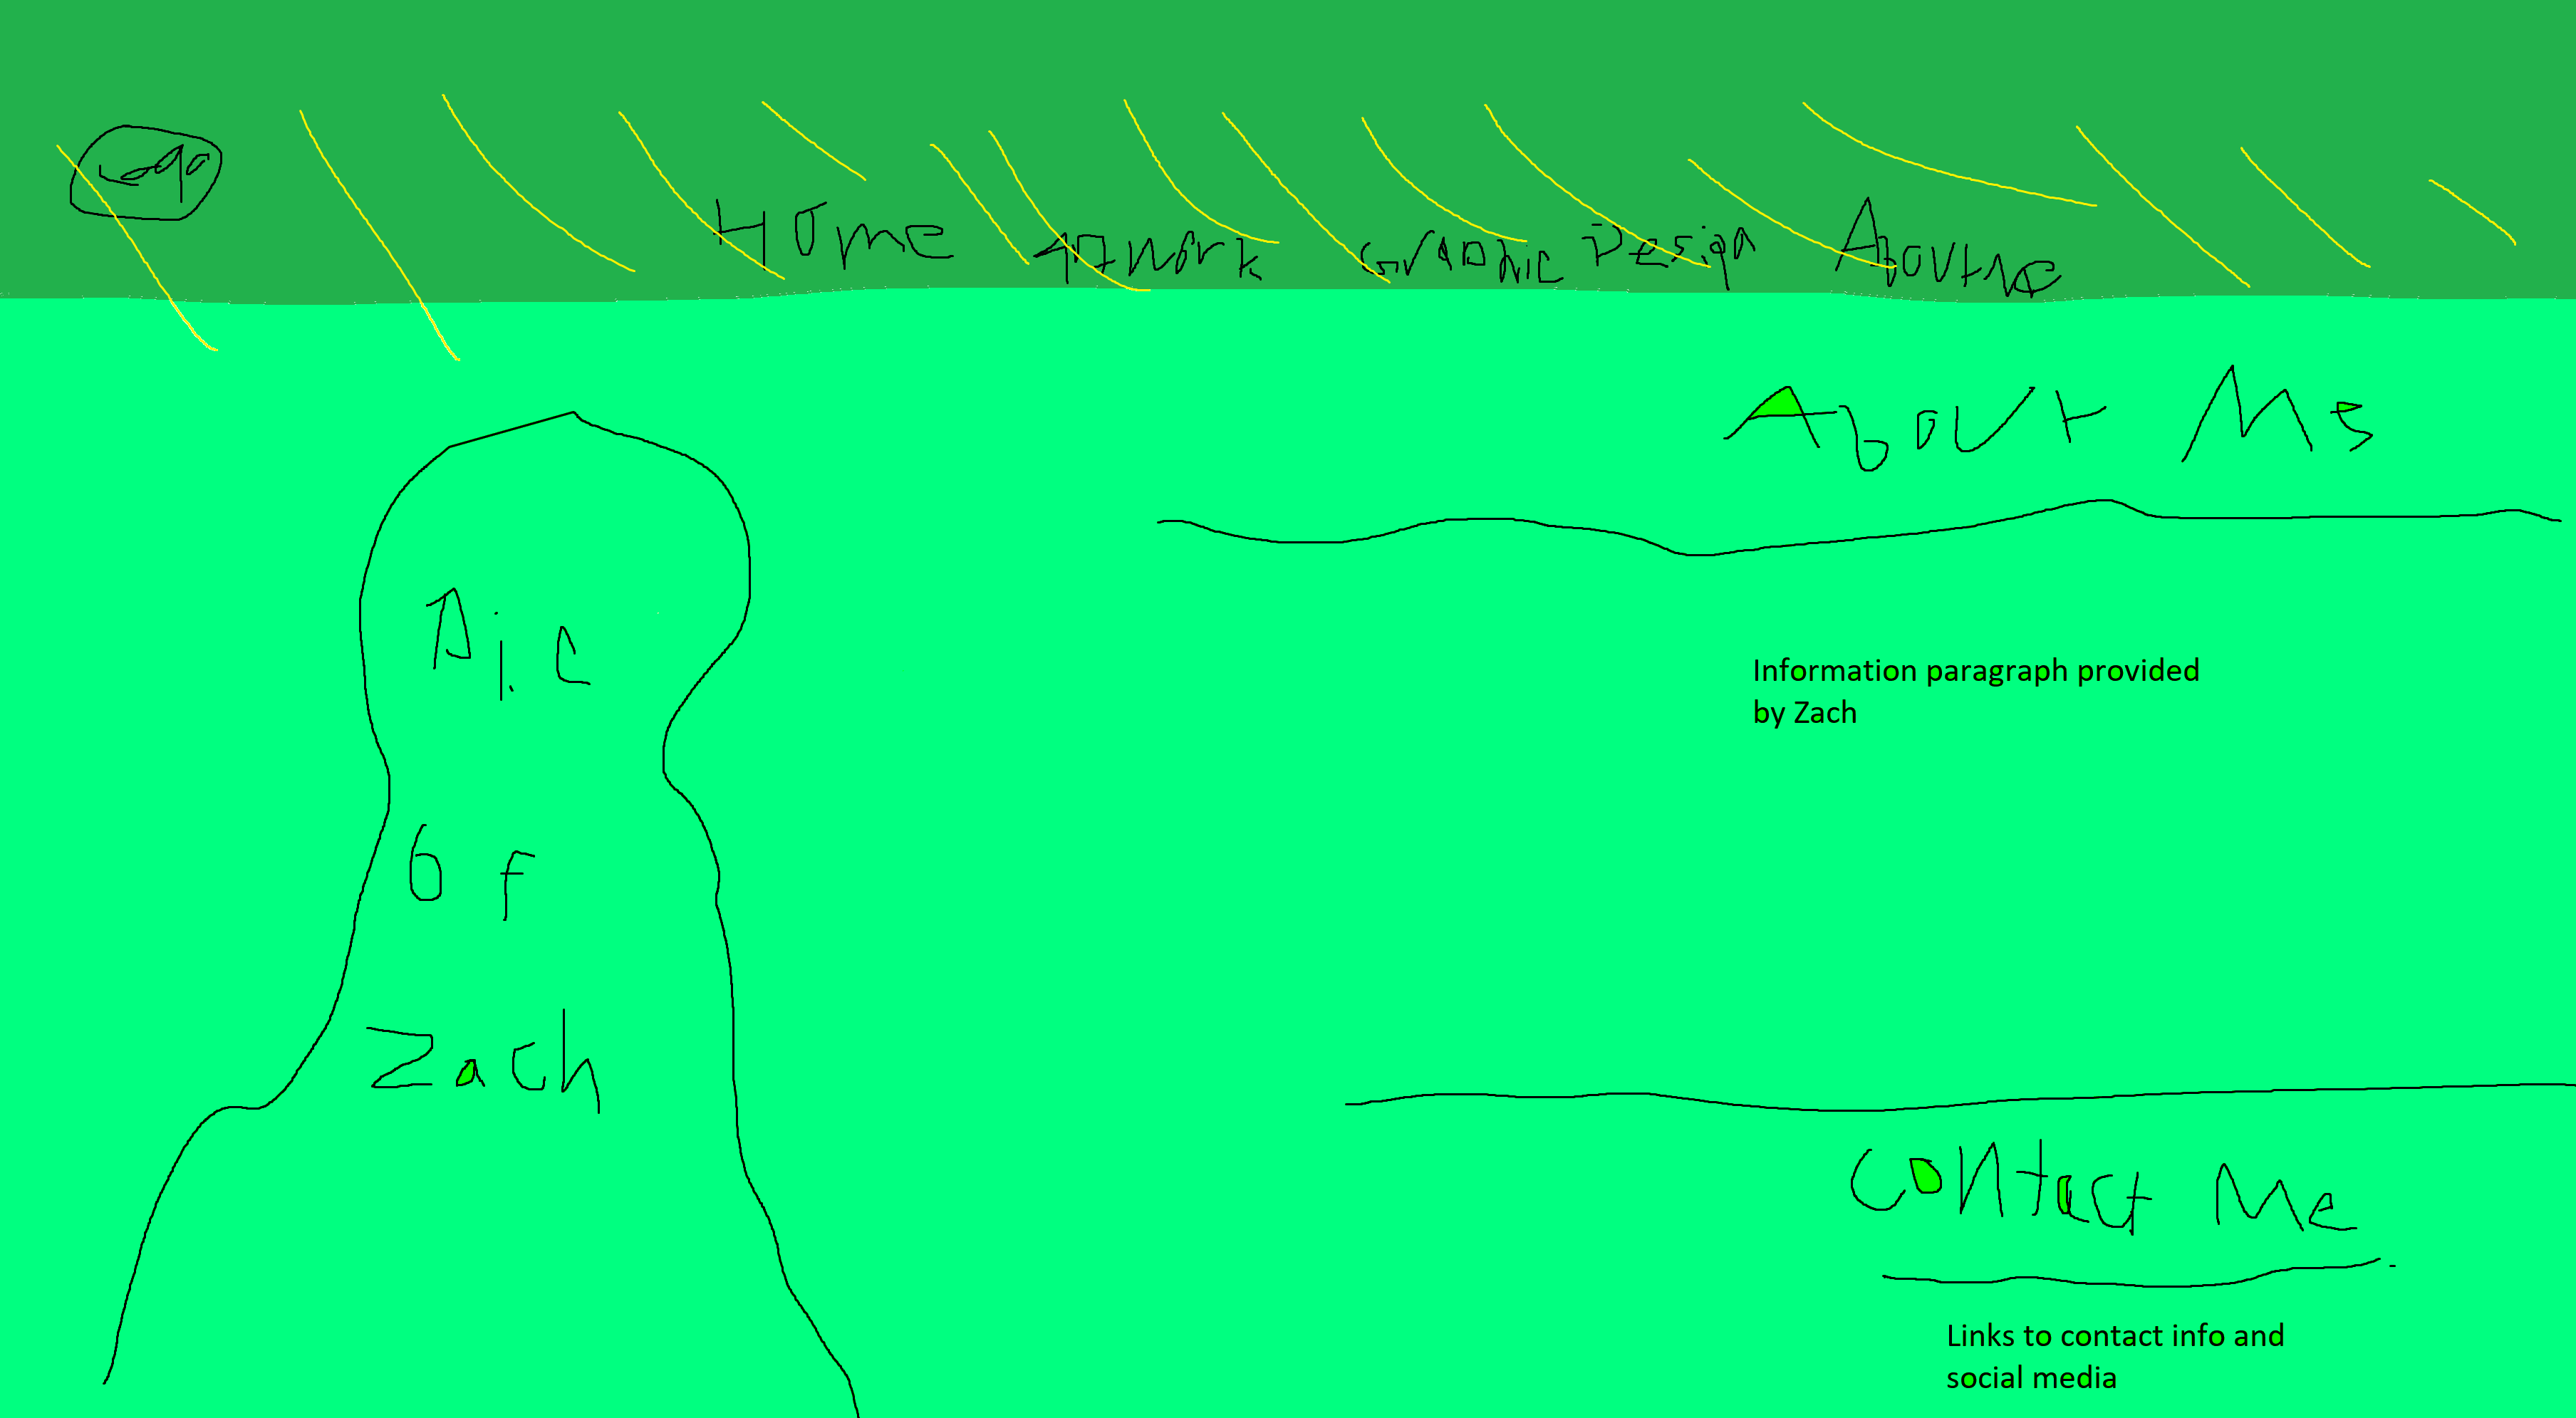 Logo
Home Artwork Graphic Design About Me
About Me
Pic
Of
Zach
Information paragraph provided
by Zach
Contact Me
Links to contact info and
social media